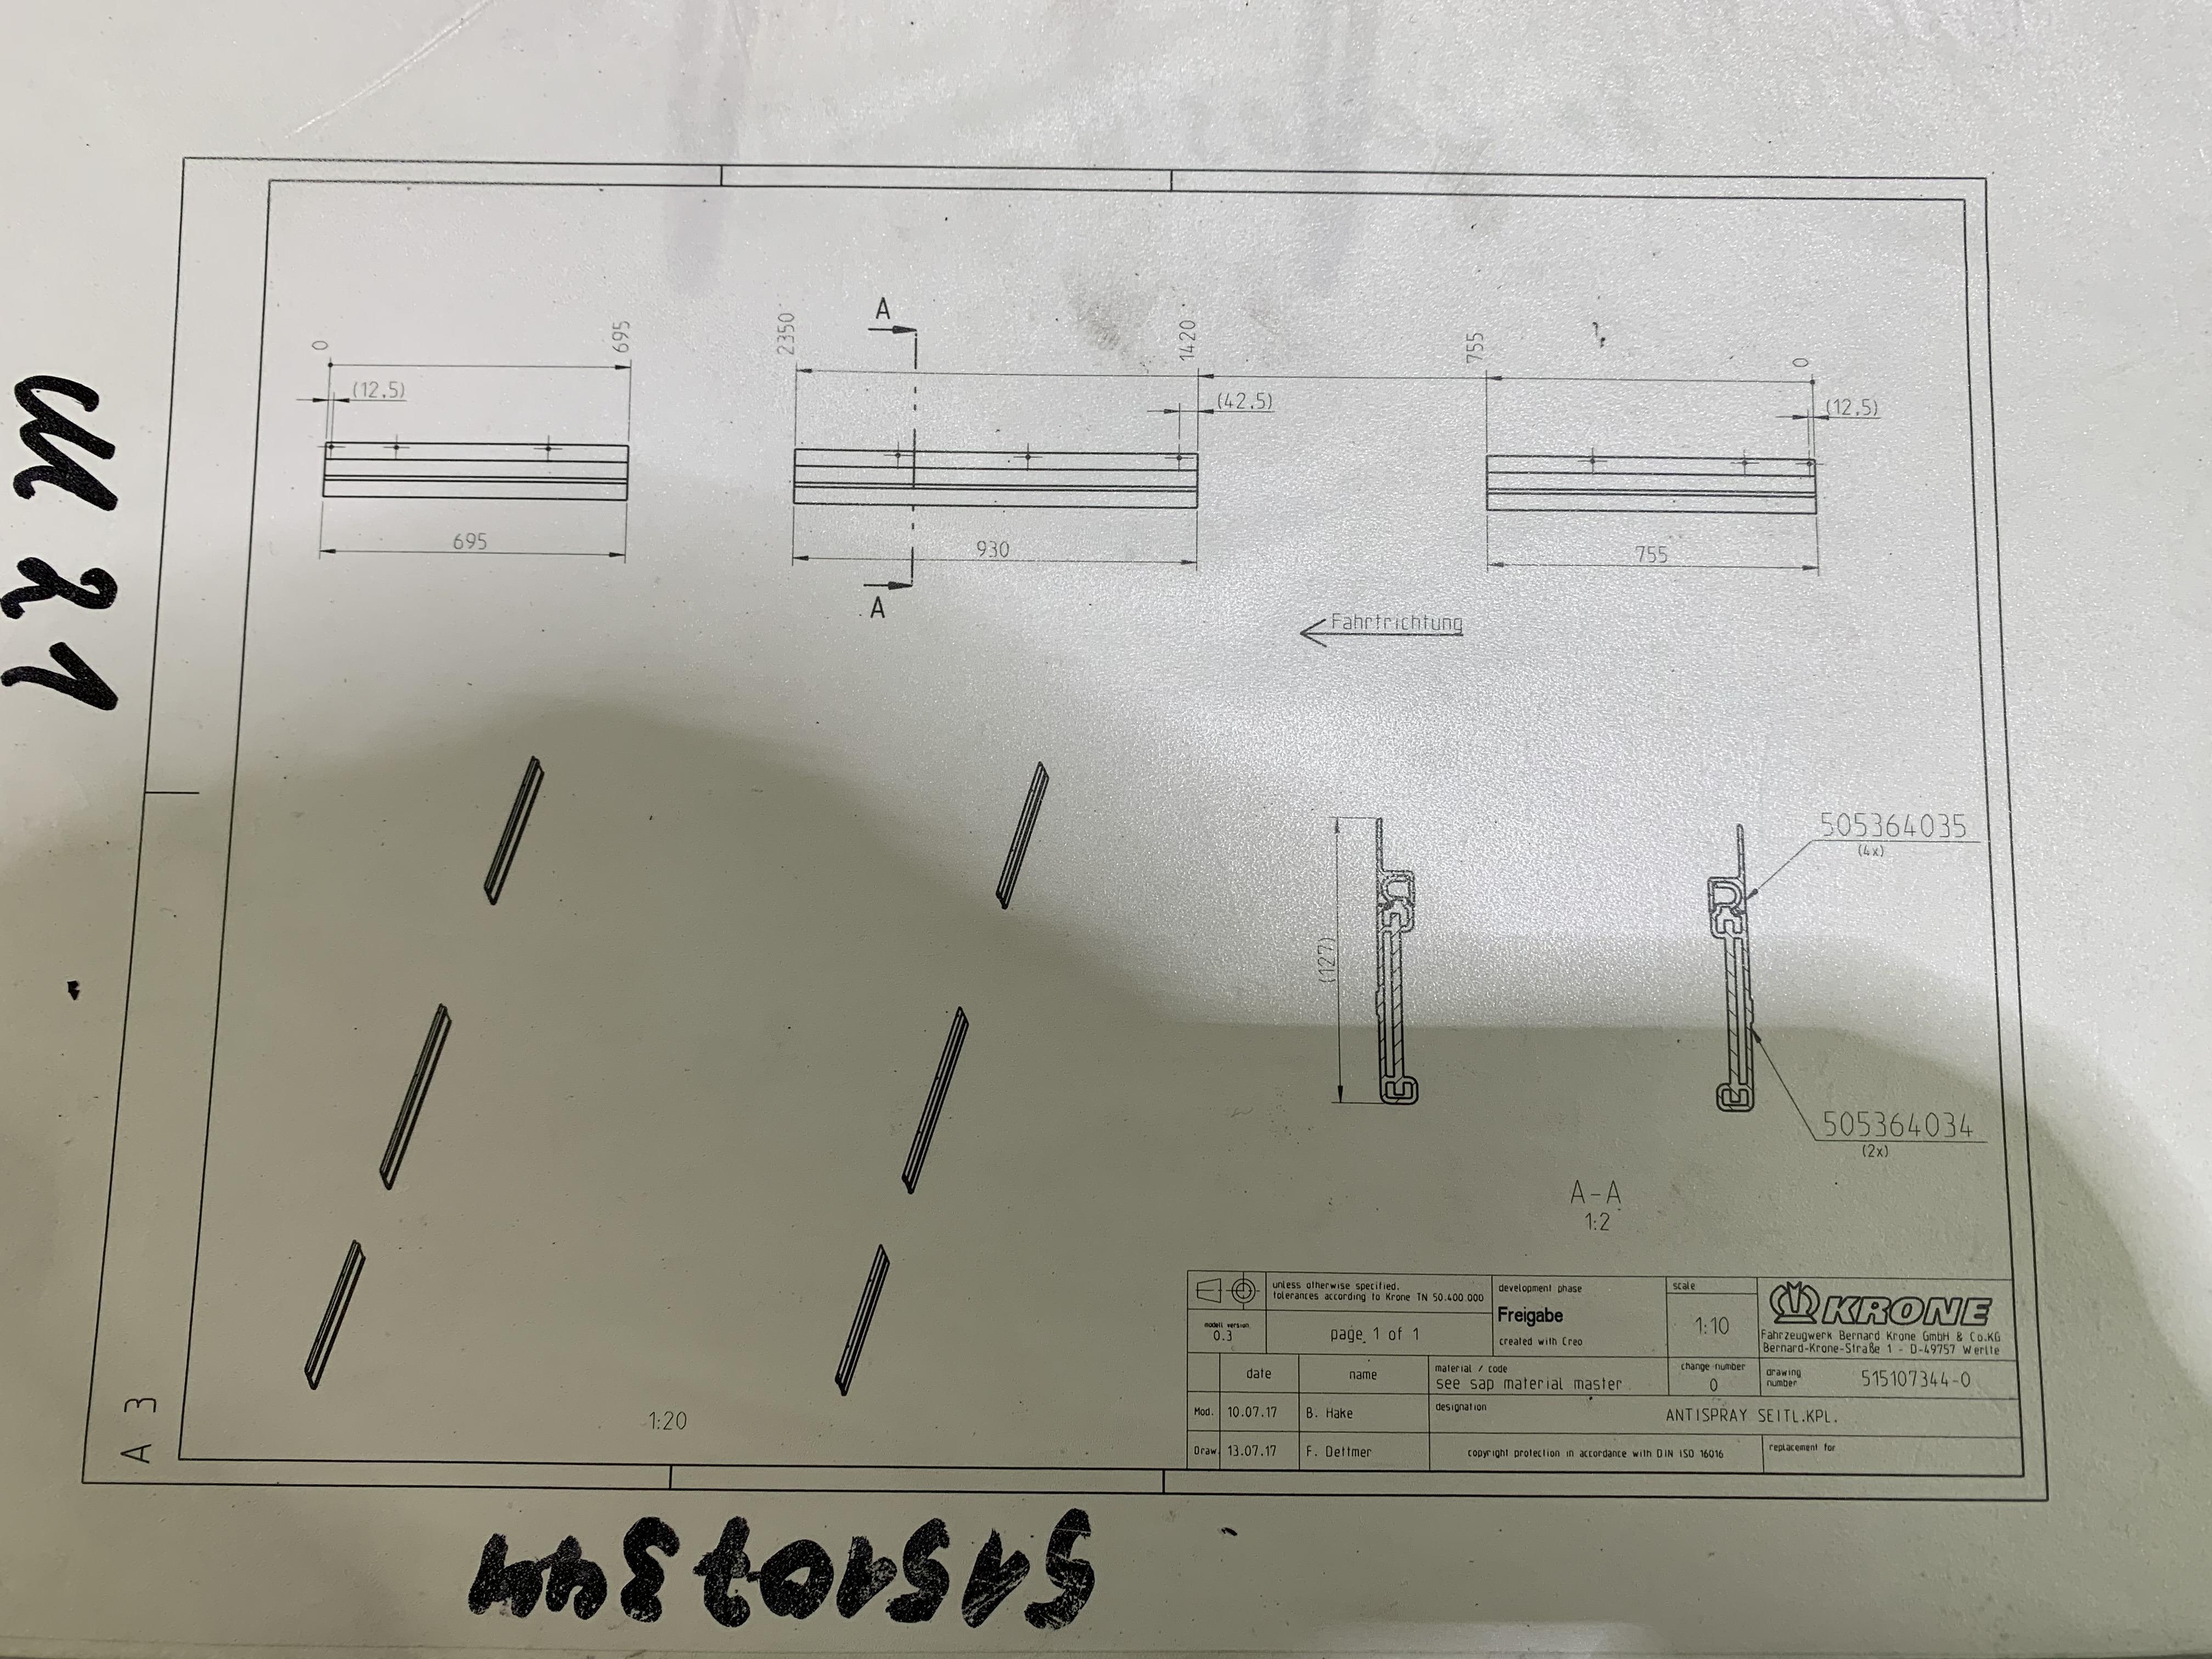 A
0
695
2350
1420
755
0
(12.5)
(42.5)
(12.5)
695
930
755
A
Fahrtrichtung
505364035
(4x)
(127)
505364034
(2x)
A-A
1:2
1:20
A 3
unless otherwise specified.
tolerances according to Krone TN 50.400.000
modell version
0.3
page 1 of 1
development phase
Freigabe
created with Creo
scale
1:10
KRONE
Fahrzeugwerk Bernard Krone GmbH & Co.KG
Bernard-Krone-Straße 1 - D-49757 Werlte
date
name
material / code
see sap material master
change number
0
drawing
number
515107344-0
Mod.
10.07.17
B. Hake
designation
ANTISPRAY SEITL.KPL.
Draw.
13.07.17
F. Dettmer
copyright protection in accordance with DIN ISO 16016
replacement for
515107344